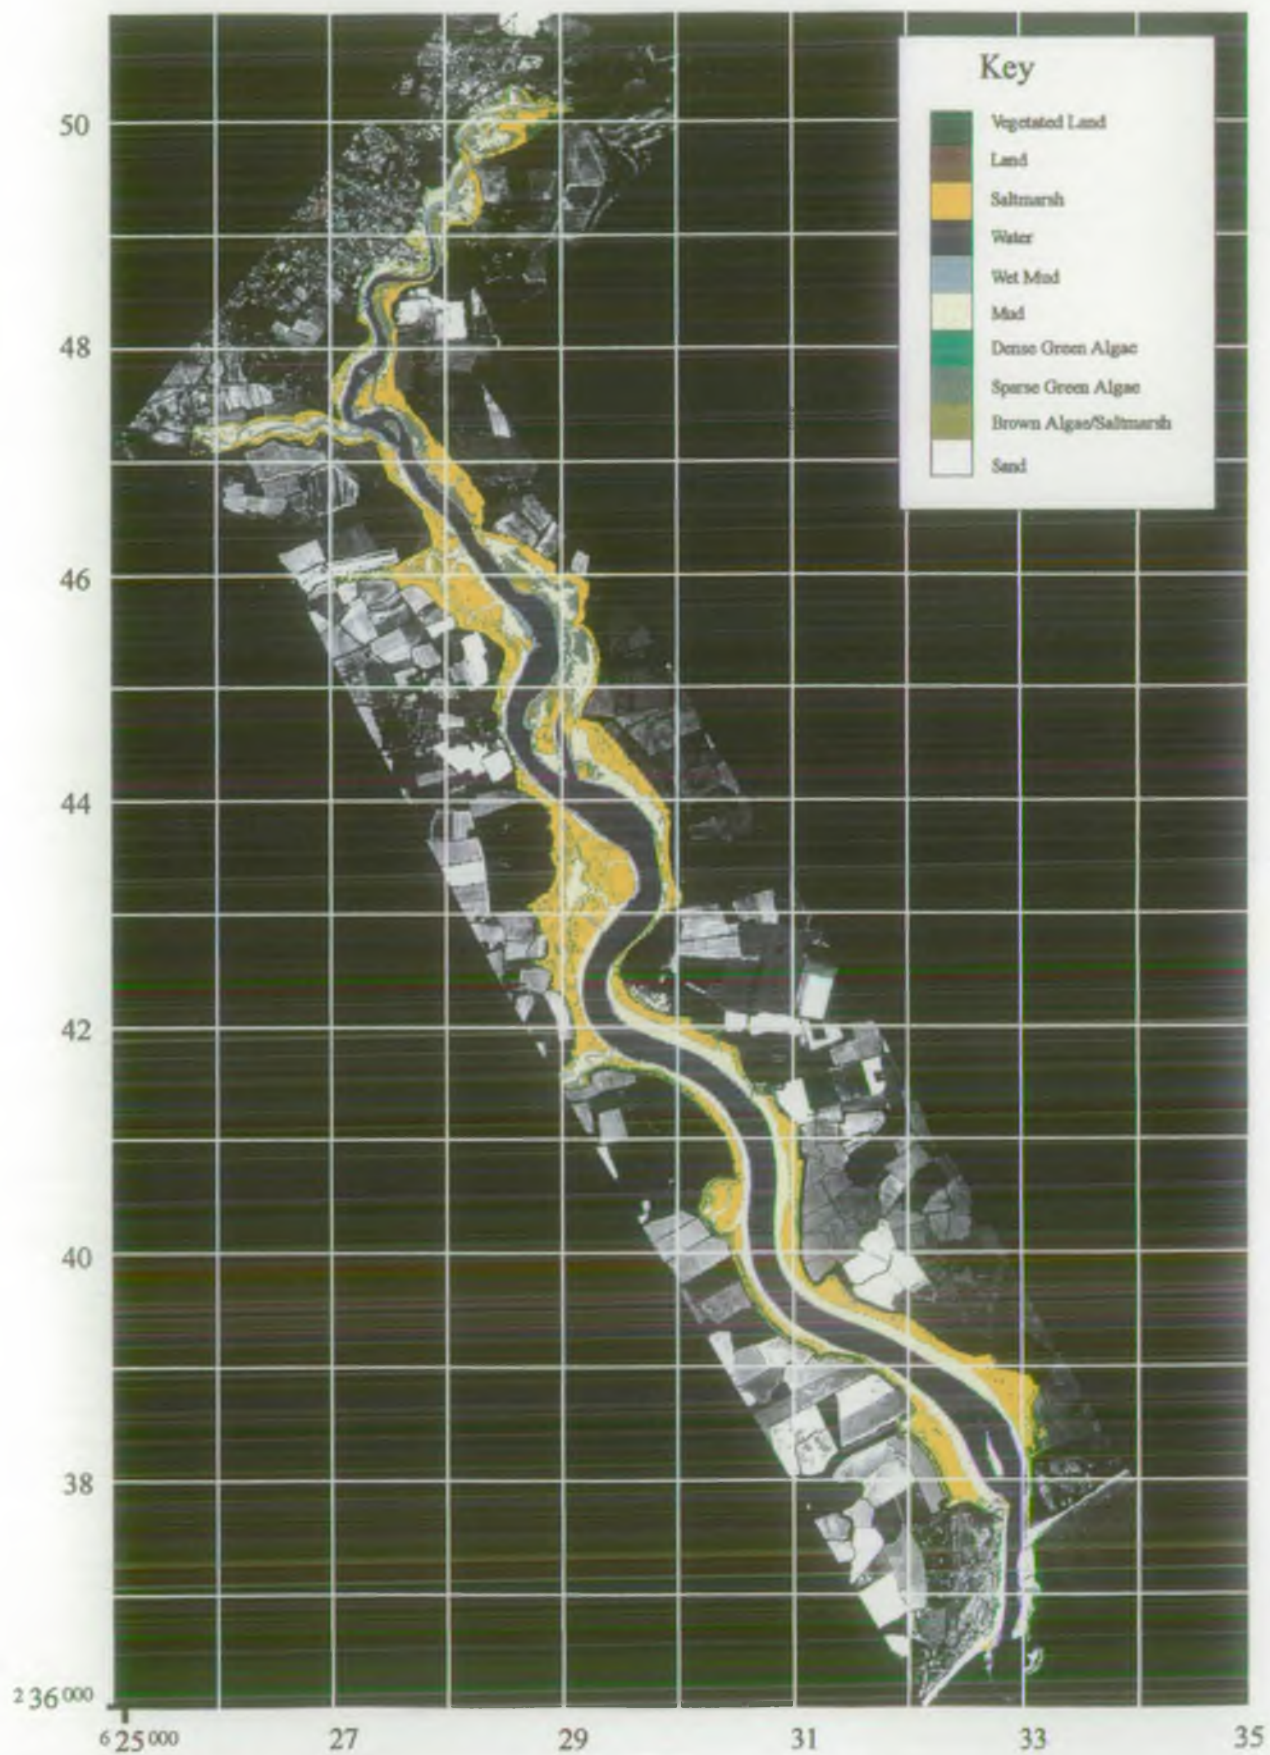 Key
Vegetated Land
Land
Saltmarsh
Water
Wet Mud
Mud
Dense Green Algae
Sparse Green Algae
Brown Algae/Saltmarsh
Sand
50
48
46
44
42
40
38
2 36 000
6 25 000 27 29 31 33 35